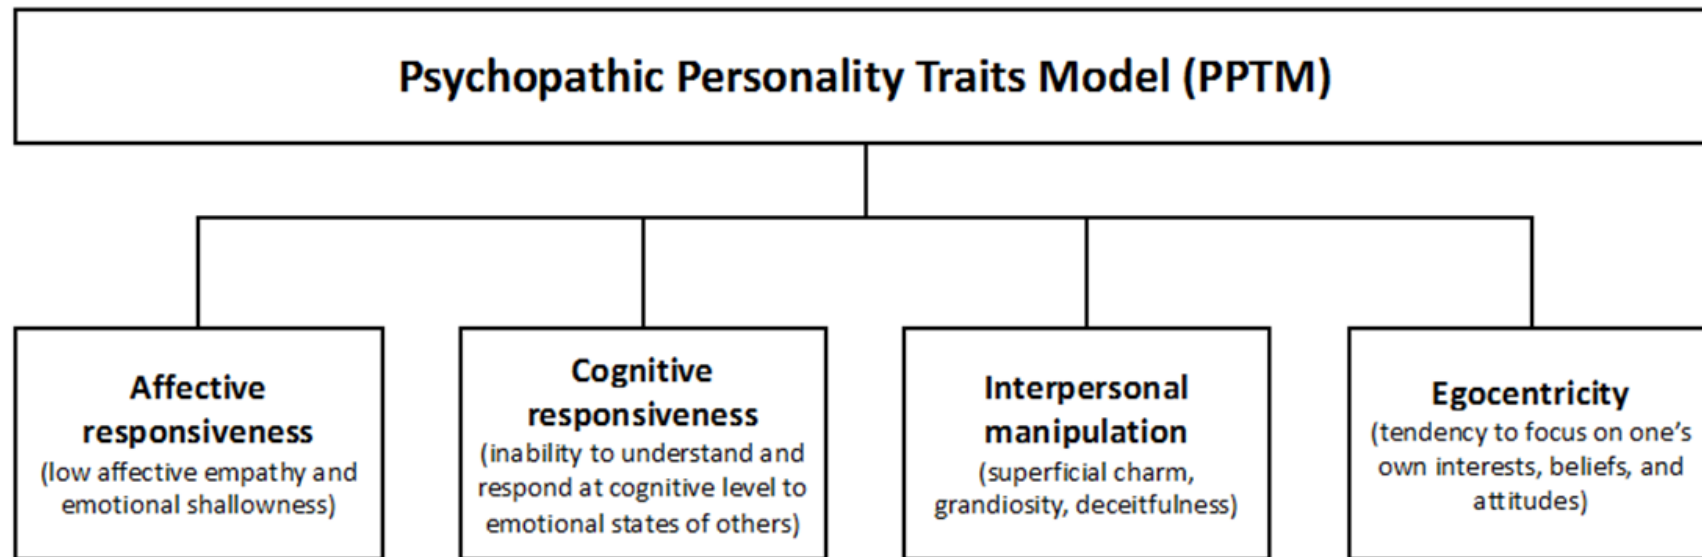 Psychopathic Personality Traits Model (PPTM)
Affective
responsiveness
(low affective empathy and
emotional shallowness)
Cognitive
responsiveness
(inability to understand and
respond at cognitive level to
emotional states of others)
Interpersonal
manipulation
(superficial charm,
grandiosity, deceitfulness)
Egocentricity
(tendency to focus on one’s
own interests, beliefs, and
attitudes)